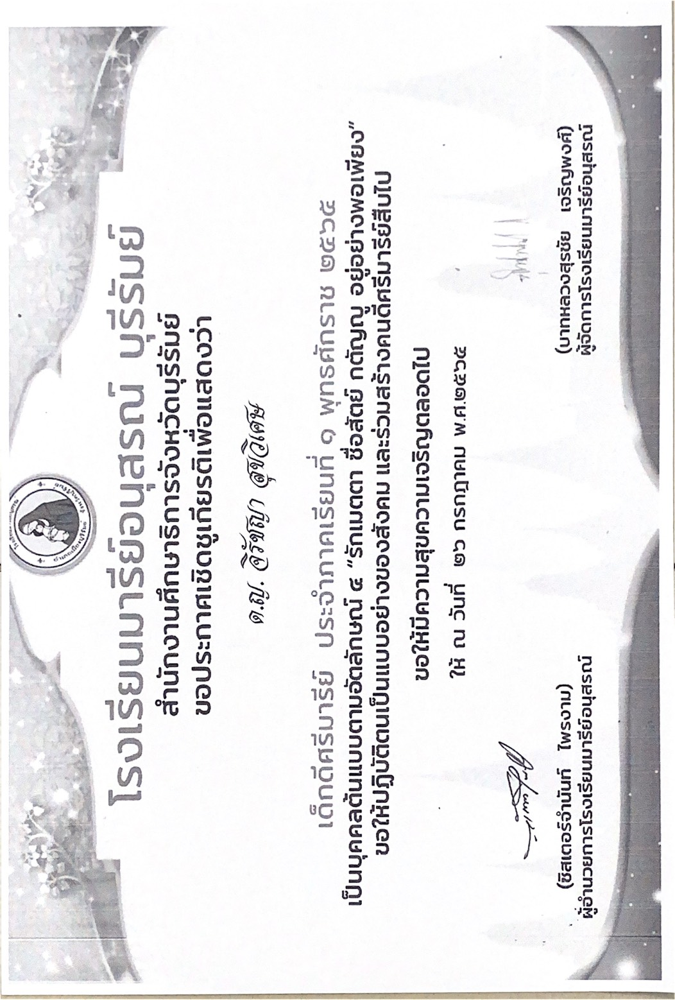 โรงเรียนมารีย์อนุสรณ์ บุรีรัมย์
สำนักงานศึกษาธิการจังหวัดบุรีรัมย์
ขอประกาศเชิดชูเกียรติเพื่อแสดงว่า
ด.ญ. จิรัชญา สุขวิเศษ
เด็กดีศรีมารีย์ ประจำภาคเรียนที่ ๑ พุทธศักราช ๒๕๖๕
เป็นบุคคลต้นแบบตามอัตลักษณ์ ๔ "รักเมตตา ซื่อสัตย์ กตัญญู อยู่อย่างพอเพียง"
ขอให้ปฏิบัติตนเป็นแบบอย่างของสังคม และร่วมสร้างคนดีศรีมารีย์สืบไป
ขอให้มีความสุขความเจริญตลอดไป
ให้ ณ วันที่ ๒๖ กรกฎาคม พ.ศ.๒๕๖๕
(ซิสเตอร์อำนันท์ ไพรงาม)
ผู้อำนวยการโรงเรียนมารีย์อนุสรณ์
(บาทหลวงสุรชัย เจริญพงศ์)
ผู้จัดการโรงเรียนมารีย์อนุสรณ์